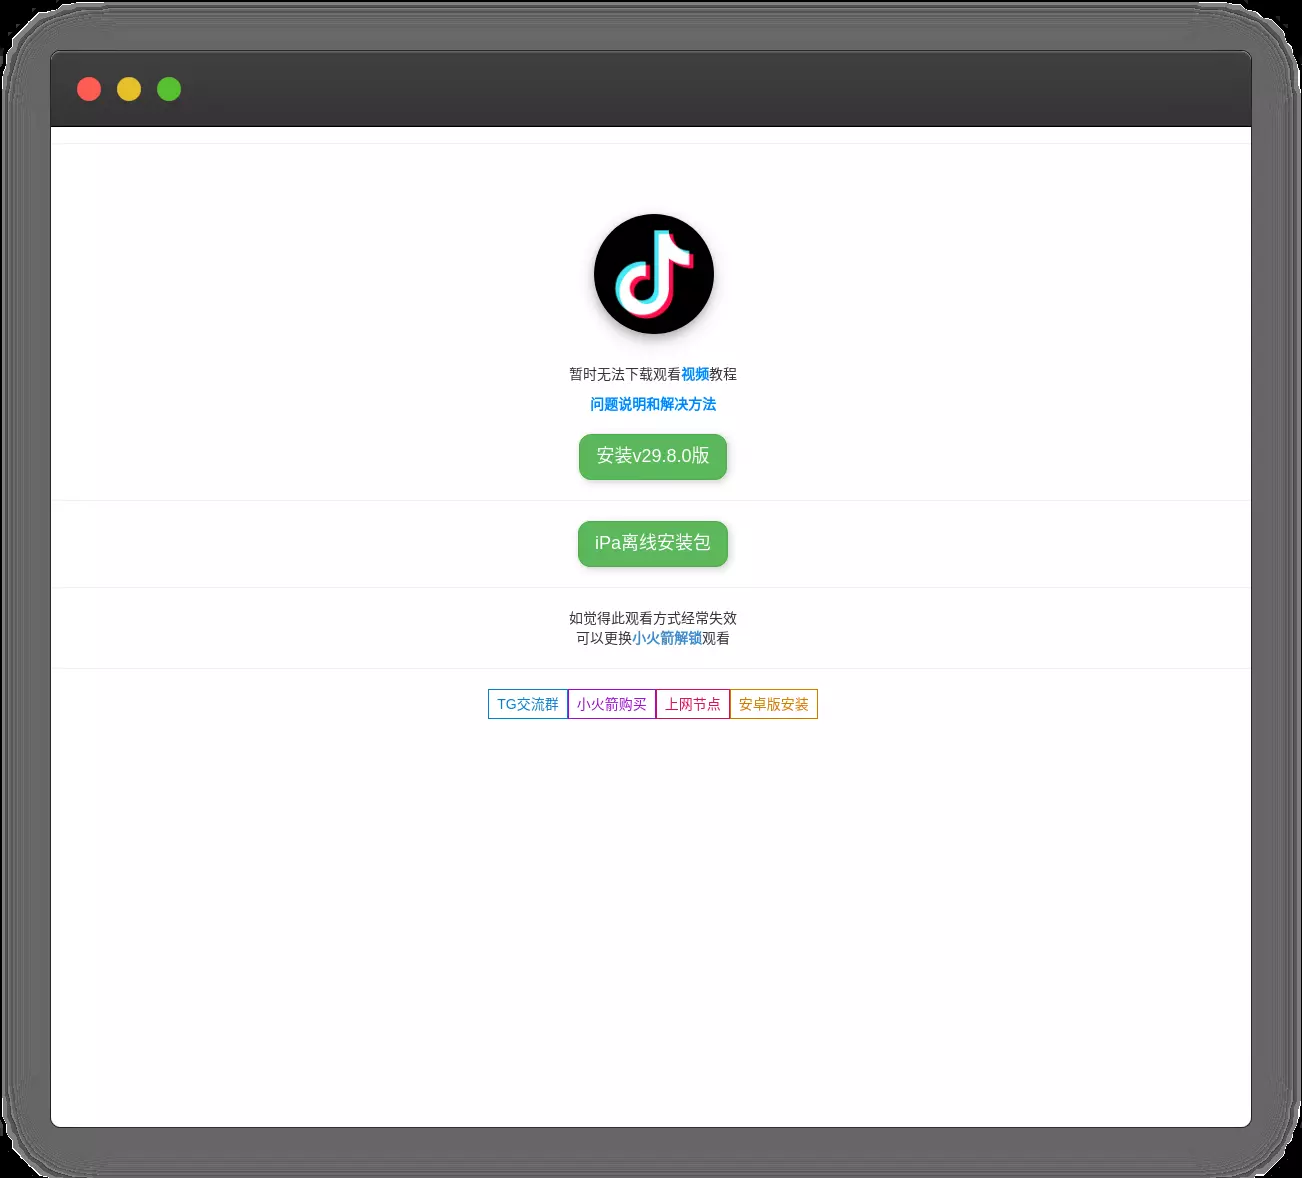 暂时无法下载观看视频教程
问题说明和解决方法
安装v29.8.0版
iPa离线安装包
如觉得此观看方式经常失效
可以更换小火箭解锁观看
TG交流群 小火箭购买 上网节点 安卓版安装